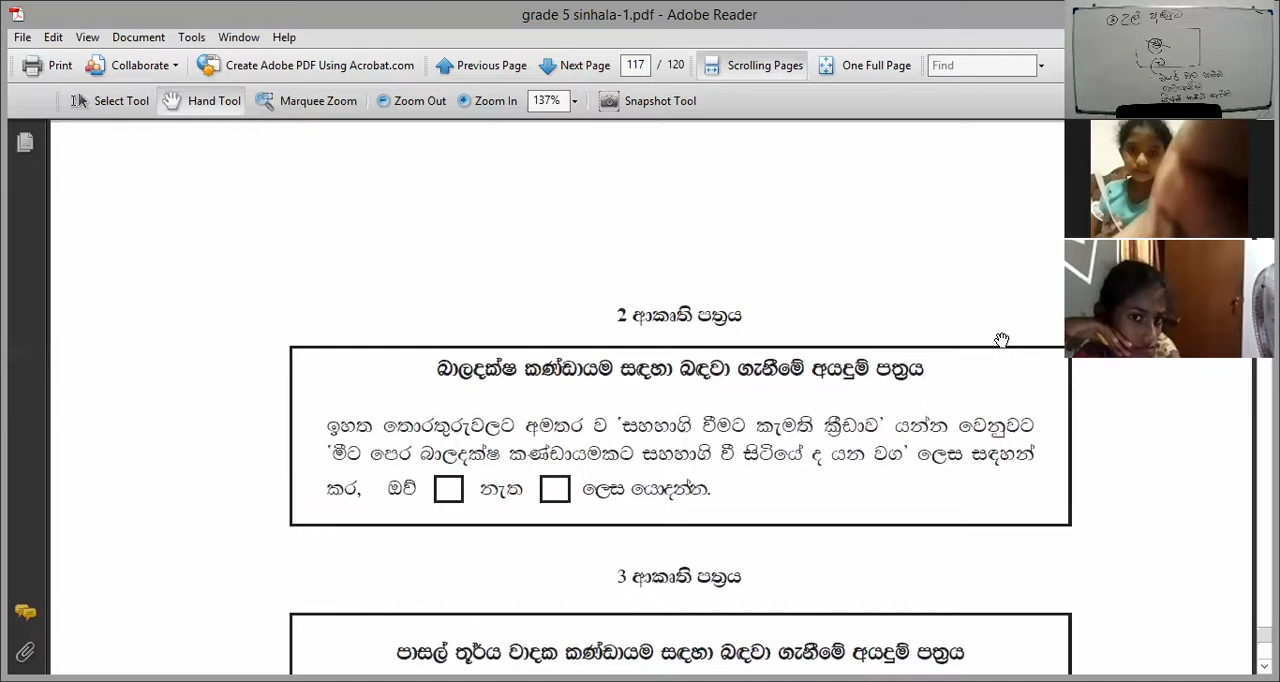 grade 5 sinhala-1.pdf - Adobe Reader
File Edit View Document Tools Window Help
Print Collaborate Create Adobe PDF Using Acrobat.com Previous Page Next Page 117 / 120 Scrolling Pages One Full Page Find
Select Tool Hand Tool Marquee Zoom Zoom Out Zoom In 137% Snapshot Tool
2 ආකෘති පත්‍රය
බාලදක්ෂ කණ්ඩායම සඳහා බඳවා ගැනීමේ අයදුම් පත්‍රය
ඉහත තොරතුරුවලට අමතර ව 'සහභාගි වීමට කැමති ක්‍රීඩාව' යන්න වෙනුවට
'මීට පෙර බාලදක්ෂ කණ්ඩායමකට සහභාගි වී සිටියේ ද යන වග' ලෙස සඳහන්
කර, ඔව් නැත ලෙස යොදන්න.
3 ආකෘති පත්‍රය
පාසල් තූර්ය වාදක කණ්ඩායම සඳහා බඳවා ගැනීමේ අයදුම් පත්‍රය